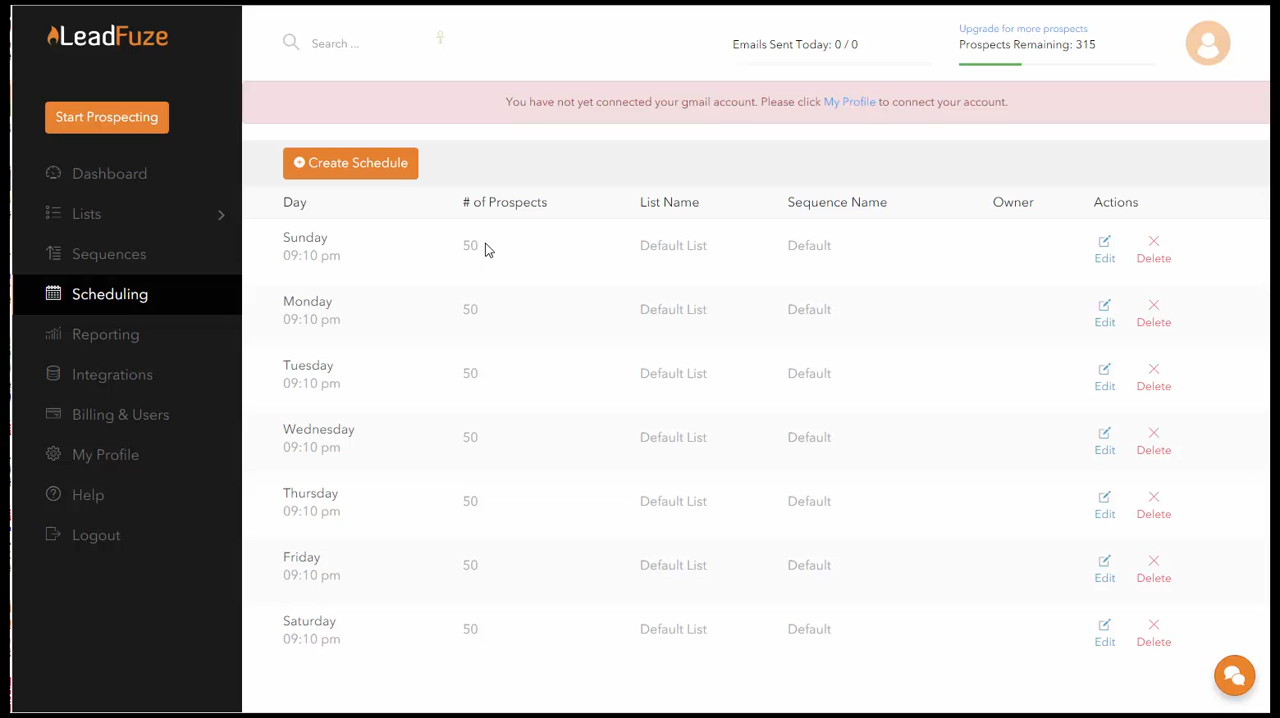 LeadFuze
Search ...
Emails Sent Today: 0 / 0
Upgrade for more prospects
Prospects Remaining: 315
You have not yet connected your gmail account. Please click My Profile to connect your account.
Start Prospecting
Dashboard
Lists
Sequences
Scheduling
Reporting
Integrations
Billing & Users
My Profile
Help
Logout
Create Schedule
Day # of Prospects List Name Sequence Name Owner Actions
Sunday
09:10 pm
50 Default List Default
Edit Delete
Monday
09:10 pm
50 Default List Default
Edit Delete
Tuesday
09:10 pm
50 Default List Default
Edit Delete
Wednesday
09:10 pm
50 Default List Default
Edit Delete
Thursday
09:10 pm
50 Default List Default
Edit Delete
Friday
09:10 pm
50 Default List Default
Edit Delete
Saturday
09:10 pm
50 Default List Default
Edit Delete